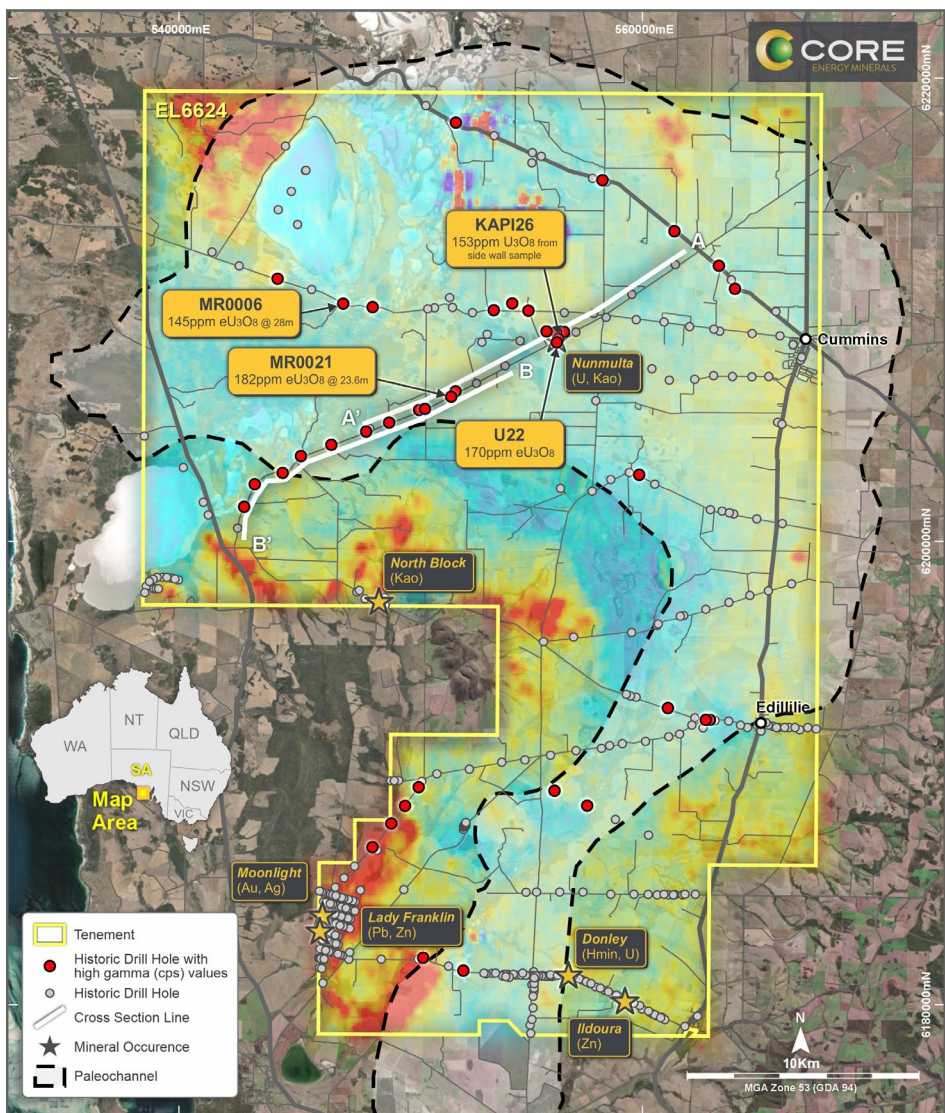 540000mE
560000mE
CORE
ENERGY MINERALS
6220000mN
EL6624
KAPI26
153ppm U3O8 from
side wall sample
A
MR0006
145ppm eU3O8 @ 28m
Cummins
MR0021
182ppm eU3O8 @ 23.6m
Nunmulta
(U, Kao)
B
A'
U22
170ppm eU3O8
B'
6200000mN
North Block
(Kao)
NT
QLD
WA
SA
NSW
VIC
Map
Area
Edillilie
Moonlight
(Au, Ag)
Lady Franklin
(Pb, Zn)
Donley
(Hmin, U)
Ildoura
(Zn)
6180000mN
Tenement
Historic Drill Hole with
high gamma (cps) values
Historic Drill Hole
Cross Section Line
Mineral Occurence
Paleochannel
N
10Km
MGA Zone 53 (GDA 94)